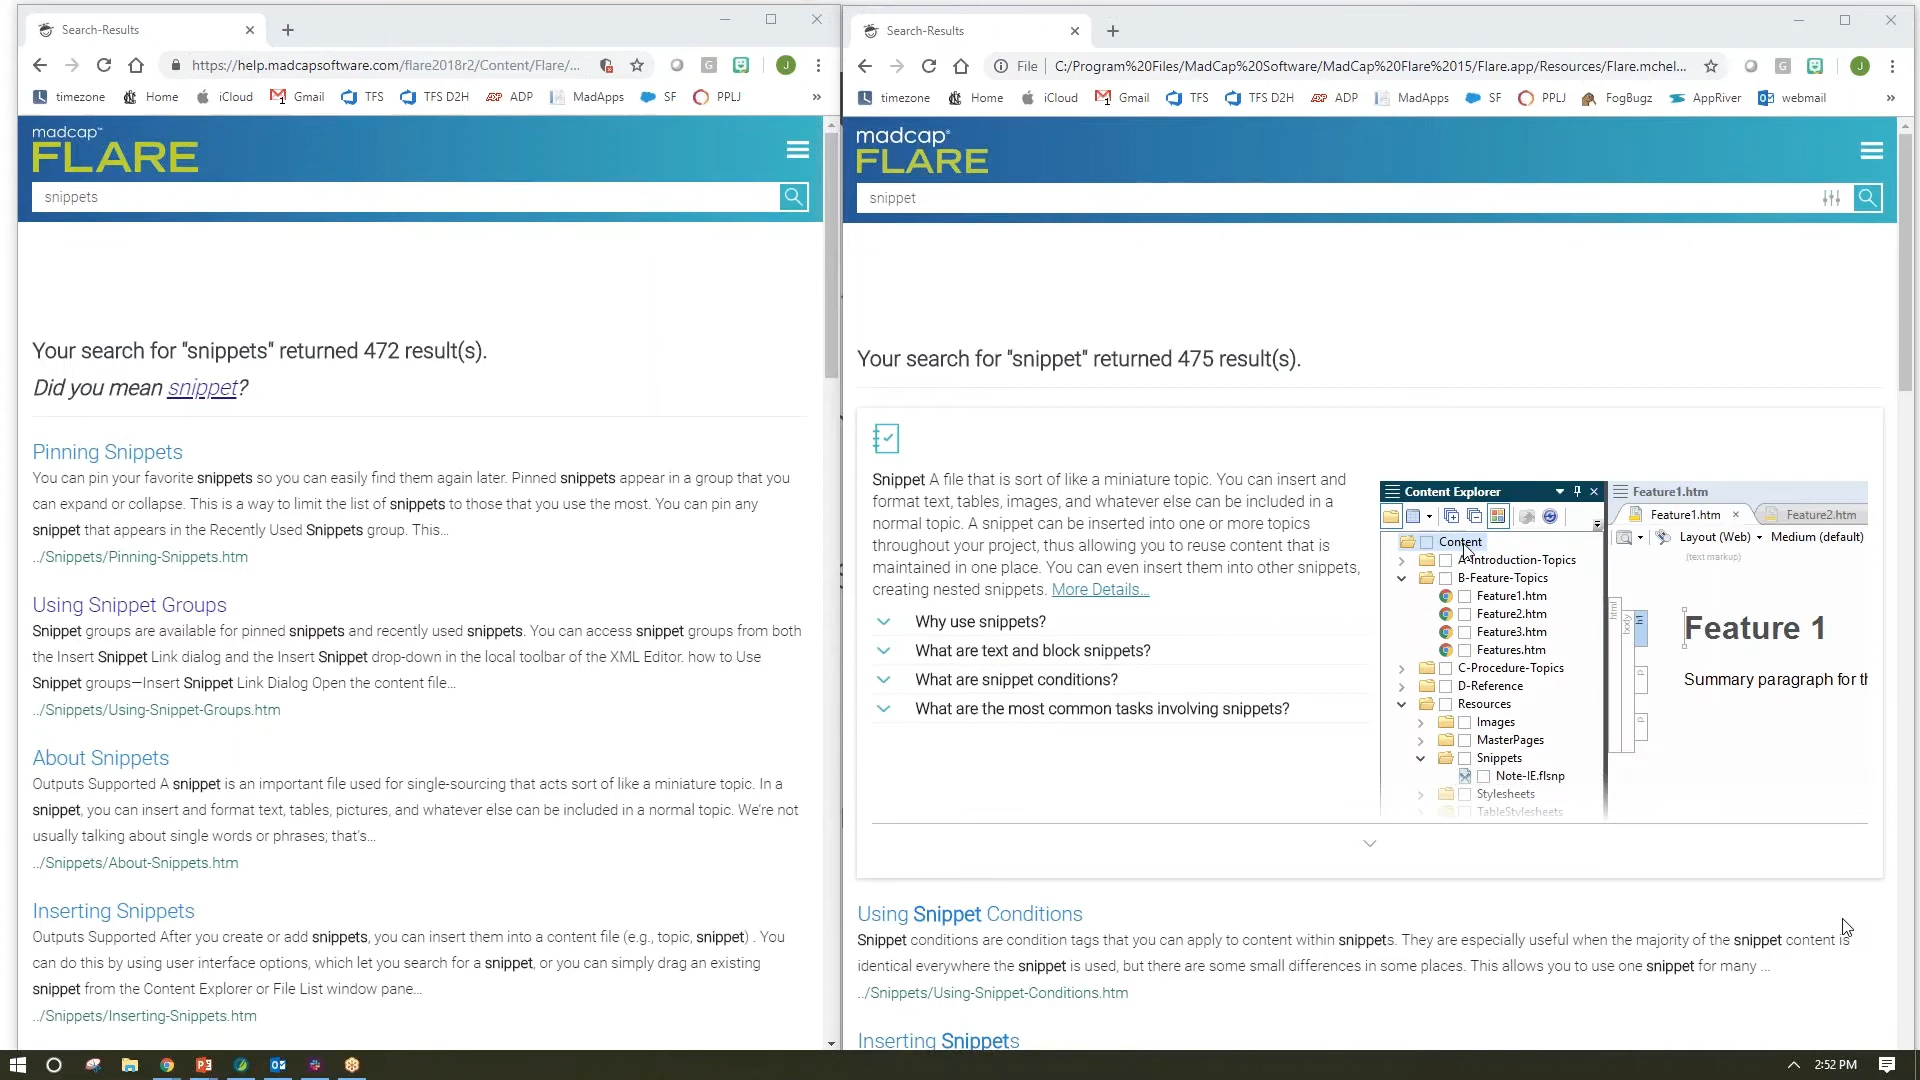 Search-Results
https://help.madcapsoftware.com/flare2018r2/Content/Flare/...
J
timezone Home iCloud Gmail TFS TFS D2H ADP MadApps SF PPLJ »
madcap™
FLARE
snippets
Your search for "snippets" returned 472 result(s).
Did you mean snippet?
Pinning Snippets
You can pin your favorite snippets so you can easily find them again later. Pinned snippets appear in a group that you
can expand or collapse. This is a way to limit the list of snippets to those that you use the most. You can pin any
snippet that appears in the Recently Used Snippets group. This...
../Snippets/Pinning-Snippets.htm
Using Snippet Groups
Snippet groups are available for pinned snippets and recently used snippets. You can access snippet groups from both
the Insert Snippet Link dialog and the Insert Snippet drop-down in the local toolbar of the XML Editor. how to Use
Snippet groups—Insert Snippet Link Dialog Open the content file...
../Snippets/Using-Snippet-Groups.htm
About Snippets
Outputs Supported A snippet is an important file used for single-sourcing that acts sort of like a miniature topic. In a
snippet, you can insert and format text, tables, pictures, and whatever else can be included in a normal topic. We're not
usually talking about single words or phrases; that's...
../Snippets/About-Snippets.htm
Inserting Snippets
Outputs Supported After you create or add snippets, you can insert them into a content file (e.g., topic, snippet) . You
can do this by using user interface options, which let you search for a snippet, or you can simply drag an existing
snippet from the Content Explorer or File List window pane...
../Snippets/Inserting-Snippets.htm
Search-Results
File C:/Program%20Files/MadCap%20Software/MadCap%20Flare%2015/Flare.app/Resources/Flare.mchel...
J
timezone Home iCloud Gmail TFS TFS D2H ADP MadApps SF PPLJ FogBugz AppRiver webmail »
madcap®
FLARE
snippet
Your search for "snippet" returned 475 result(s).
Snippet A file that is sort of like a miniature topic. You can insert and
format text, tables, images, and whatever else can be included in a
normal topic. A snippet can be inserted into one or more topics
throughout your project, thus allowing you to reuse content that is
maintained in one place. You can even insert them into other snippets,
creating nested snippets. More Details...
Why use snippets?
What are text and block snippets?
What are snippet conditions?
What are the most common tasks involving snippets?
Content Explorer
Content
A-Introduction-Topics
B-Feature-Topics
Feature1.htm
Feature2.htm
Feature3.htm
Features.htm
C-Procedure-Topics
D-Reference
Resources
Images
MasterPages
Snippets
Note-IE.flsnp
Stylesheets
TableStylesheets
Feature1.htm
Feature1.htm Feature2.htm
Layout (Web) Medium (default)
(text markup)
html
body
h1
p
p
Feature 1
Summary paragraph for th
Using Snippet Conditions
Snippet conditions are condition tags that you can apply to content within snippets. They are especially useful when the majority of the snippet content is
identical everywhere the snippet is used, but there are some small differences in some places. This allows you to use one snippet for many ...
../Snippets/Using-Snippet-Conditions.htm
Inserting Snippets
2:52 PM